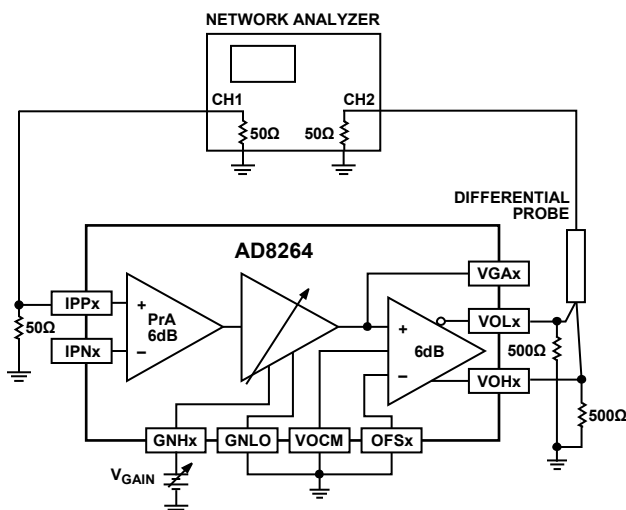 NETWORK ANALYZER
CH1
CH2
50Ω
50Ω
DIFFERENTIAL
PROBE
AD8264
VGAx
IPPx
+
PrA
6dB
–
+
6dB
–
VOLx
50Ω
IPNx
500Ω
VOHx
500Ω
GNHx
GNLO
VOCM
OFSx
VGAIN